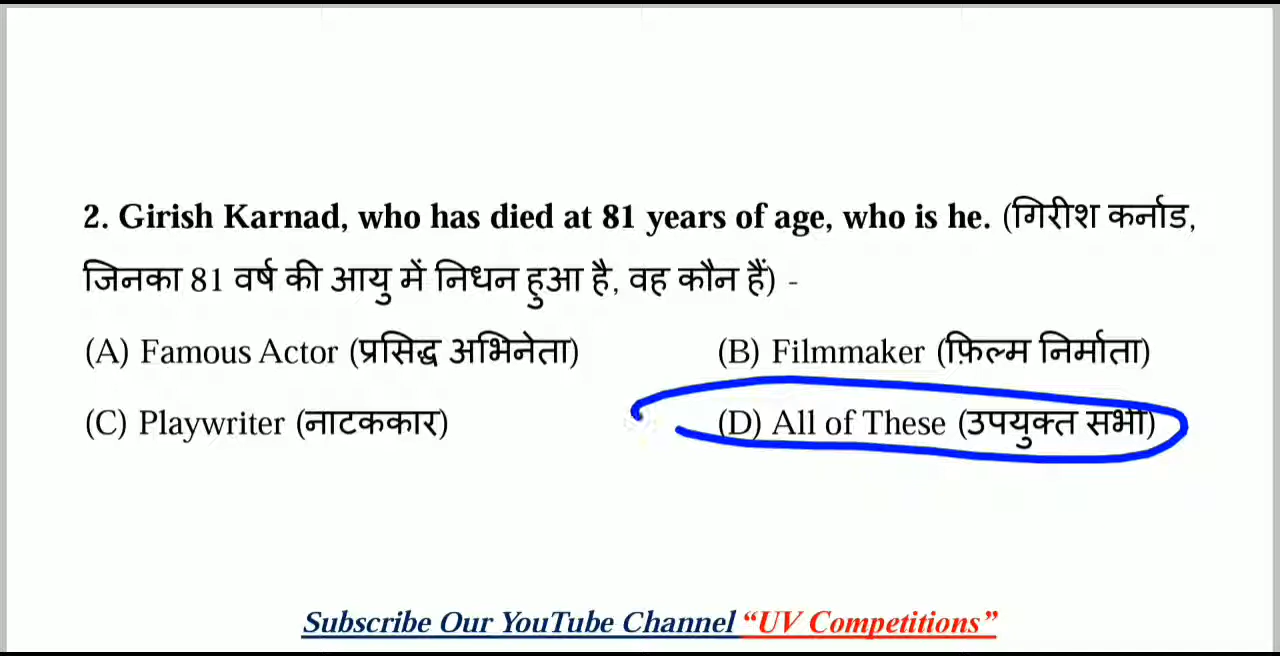 2. Girish Karnad, who has died at 81 years of age, who is he. (गिरीश कर्नाड,
जिनका 81 वर्ष की आयु में निधन हुआ है, वह कौन हैं) -
(A) Famous Actor (प्रसिद्ध अभिनेता) (B) Filmmaker (फ़िल्म निर्माता)
(C) Playwriter (नाटककार) (D) All of These (उपयुक्त सभी)
Subscribe Our YouTube Channel “UV Competitions”